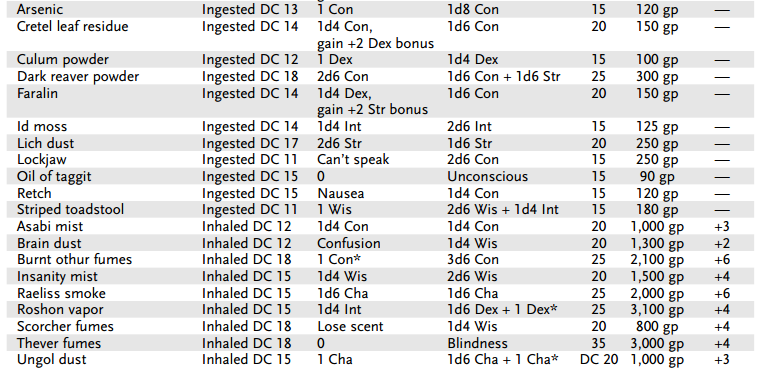 Arsenic Ingested DC 13 1 Con 1d8 Con 15 120 gp —
Cretel leaf residue Ingested DC 14 1d4 Con, 1d6 Con 20 150 gp —
gain +2 Dex bonus
Culum powder Ingested DC 12 1 Dex 1d4 Dex 15 100 gp —
Dark reaver powder Ingested DC 18 2d6 Con 1d6 Con + 1d6 Str 25 300 gp —
Faralin Ingested DC 14 1d4 Dex, 1d6 Con 20 150 gp —
gain +2 Str bonus
Id moss Ingested DC 14 1d4 Int 2d6 Int 15 125 gp —
Lich dust Ingested DC 17 2d6 Str 1d6 Str 20 250 gp —
Lockjaw Ingested DC 11 Can't speak 2d6 Con 15 250 gp —
Oil of taggit Ingested DC 15 0 Unconscious 15 90 gp —
Retch Ingested DC 15 Nausea 1d4 Con 15 120 gp —
Striped toadstool Ingested DC 11 1 Wis 2d6 Wis + 1d4 Int 15 180 gp —
Asabi mist Inhaled DC 12 1d4 Con 1d4 Con 20 1,000 gp +3
Brain dust Inhaled DC 12 Confusion 1d4 Wis 20 1,300 gp +2
Burnt othur fumes Inhaled DC 18 1 Con* 3d6 Con 25 2,100 gp +6
Insanity mist Inhaled DC 15 1d4 Wis 2d6 Wis 20 1,500 gp +4
Raeliss smoke Inhaled DC 15 1d6 Cha 1d6 Cha 25 2,000 gp +6
Roshon vapor Inhaled DC 15 1d4 Int 1d6 Dex + 1 Dex* 25 3,100 gp +4
Scorcher fumes Inhaled DC 18 Lose scent 1d4 Wis 20 800 gp +4
Thever fumes Inhaled DC 18 0 Blindness 35 3,000 gp +4
Ungol dust Inhaled DC 15 1 Cha 1d6 Cha + 1 Cha* DC 20 1,000 gp +3